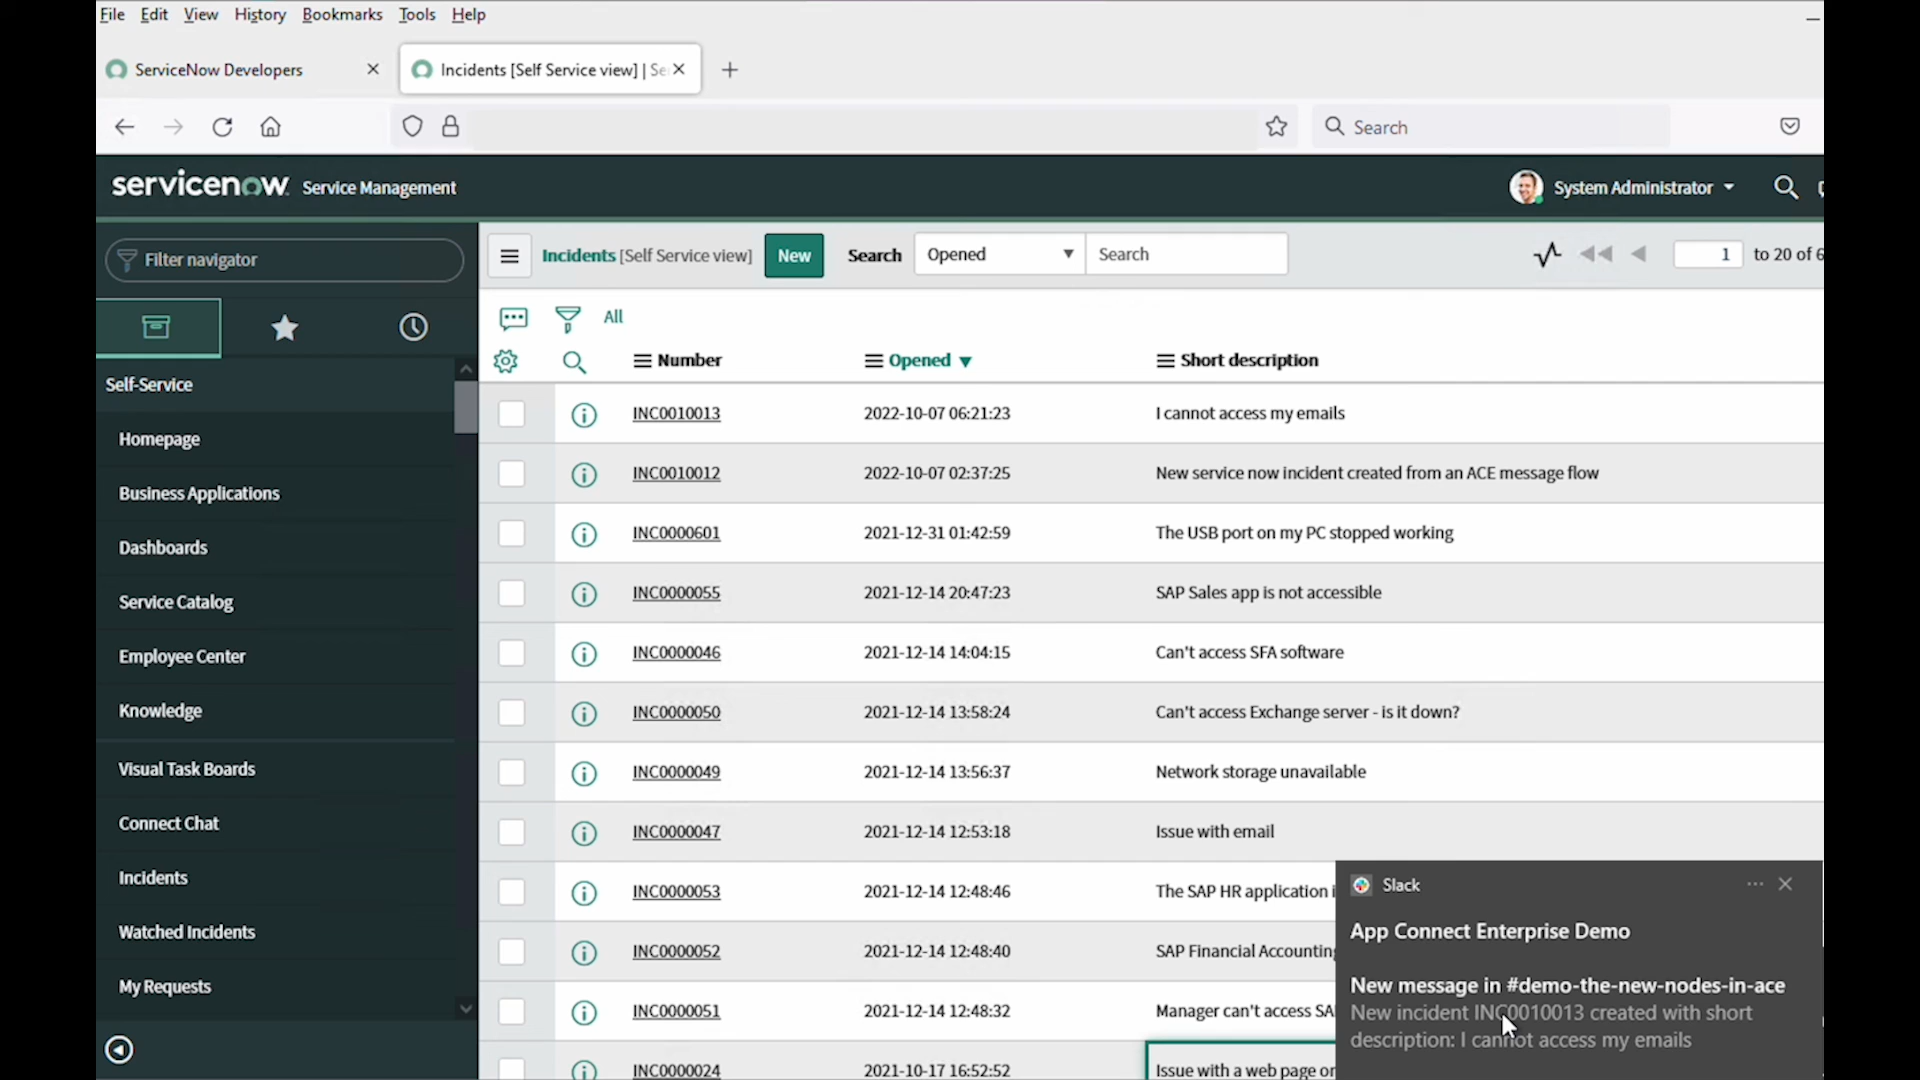 File Edit View History Bookmarks Tools Help
ServiceNow Developers
Incidents [Self Service view] | Se
Search
servicenow Service Management
System Administrator
Filter navigator
Incidents [Self Service view] New Search Opened Search
1 to 20 of 6
All
Number Opened Short description
Self-Service
Homepage
Business Applications
Dashboards
Service Catalog
Employee Center
Knowledge
Visual Task Boards
Connect Chat
Incidents
Watched Incidents
My Requests
INC0010013 2022-10-07 06:21:23 I cannot access my emails
INC0010012 2022-10-07 02:37:25 New service now incident created from an ACE message flow
INC0000601 2021-12-31 01:42:59 The USB port on my PC stopped working
INC0000055 2021-12-14 20:47:23 SAP Sales app is not accessible
INC0000046 2021-12-14 14:04:15 Can't access SFA software
INC0000050 2021-12-14 13:58:24 Can't access Exchange server - is it down?
INC0000049 2021-12-14 13:56:37 Network storage unavailable
INC0000047 2021-12-14 12:53:18 Issue with email
INC0000053 2021-12-14 12:48:46 The SAP HR application i
INC0000052 2021-12-14 12:48:40 SAP Financial Accounting
INC0000051 2021-12-14 12:48:32 Manager can't access SA
INC0000024 2021-10-17 16:52:52 Issue with a web page or
Slack
App Connect Enterprise Demo
New message in #demo-the-new-nodes-in-ace
New incident INC0010013 created with short
description: I cannot access my emails